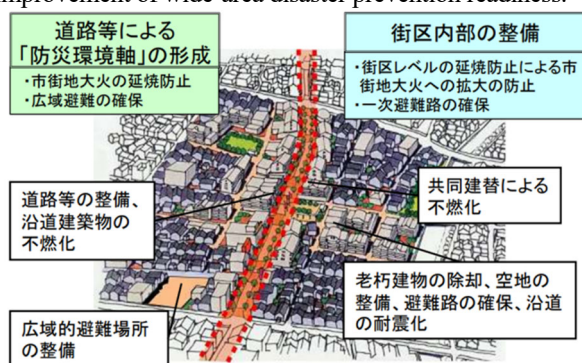 improvement of wide-area disaster prevention readiness.
道路等による
「防災環境軸」の形成
・市街地大火の延焼防止
・広域避難の確保
街区内部の整備
・街区レベルの延焼防止による市
街地大火への拡大の防止
・一次避難路の確保
道路等の整備、
沿道建築物の
不燃化
共同建替による
不燃化
老朽建物の除却、空地の
整備、避難路の確保、沿道
の耐震化
広域的避難場所
の整備